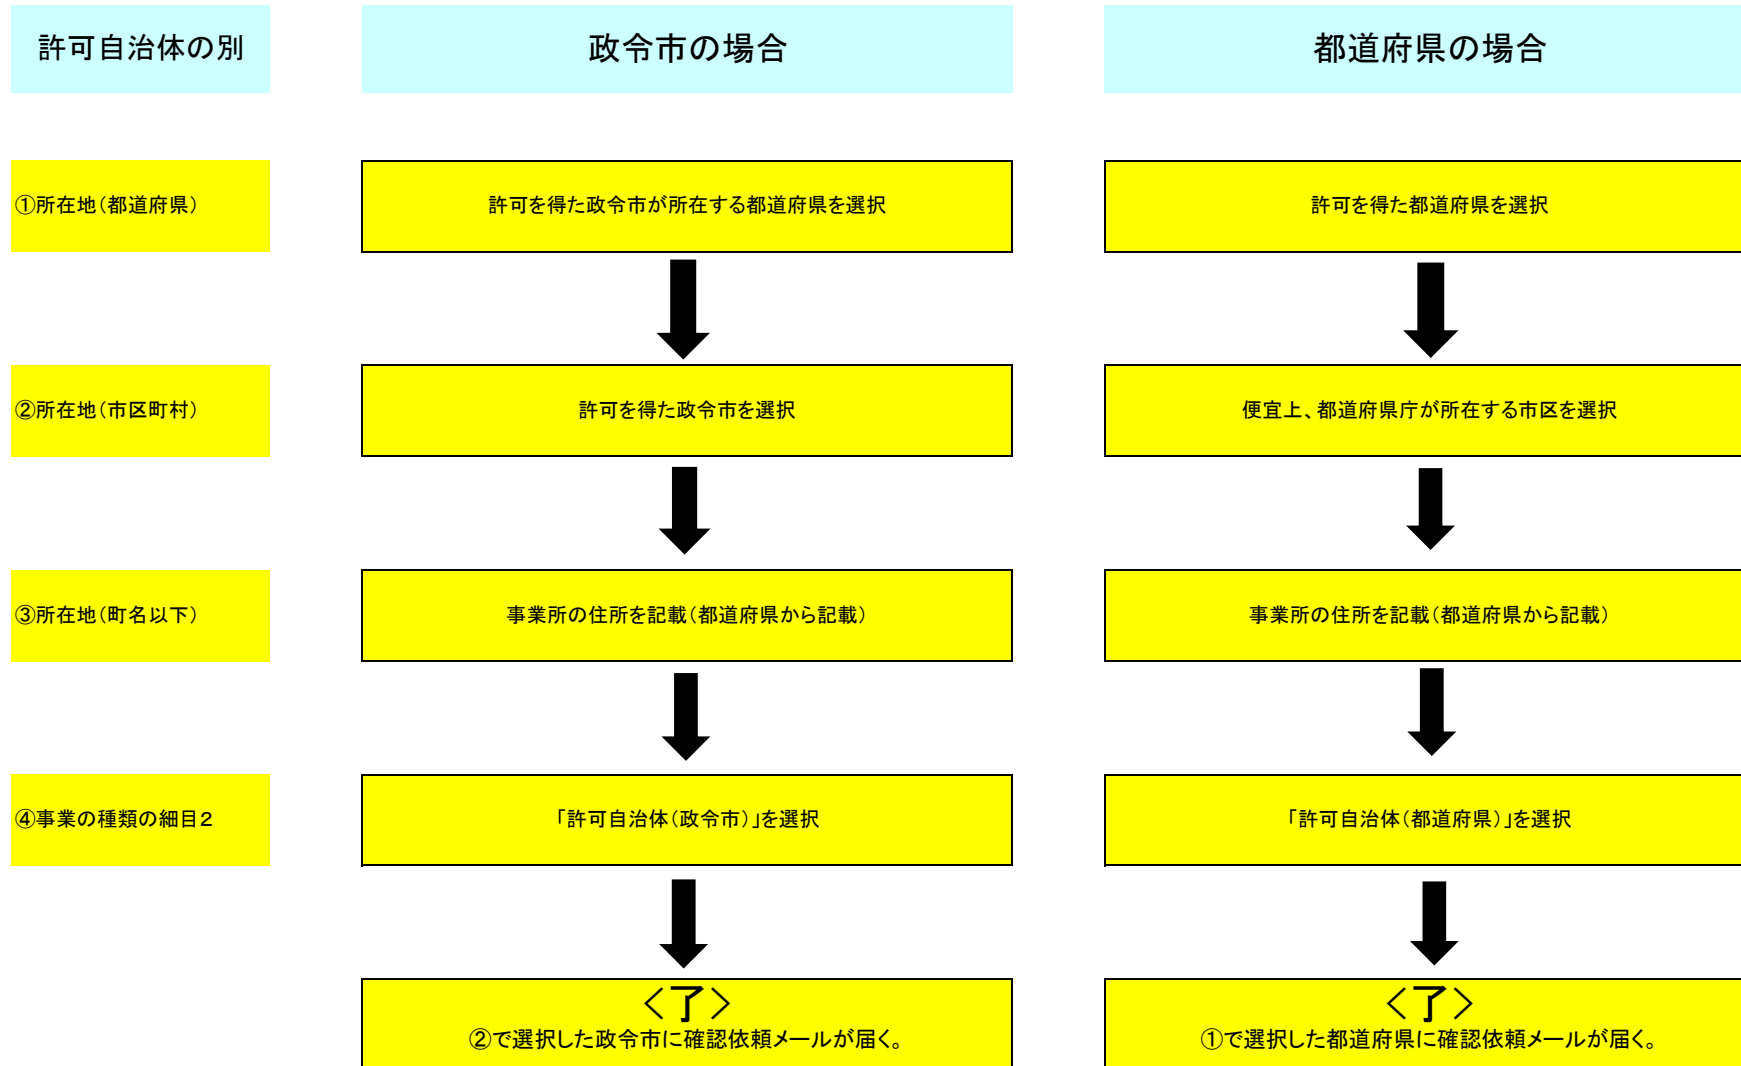 許可自治体の別
政令市の場合
都道府県の場合
①所在地（都道府県）
許可を得た政令市が所在する都道府県を選択
許可を得た都道府県を選択
②所在地（市区町村）
許可を得た政令市を選択
便宜上、都道府県庁が所在する市区を選択
③所在地（町名以下）
事業所の住所を記載（都道府県から記載）
事業所の住所を記載（都道府県から記載）
④事業の種類の細目２
「許可自治体（政令市）」を選択
「許可自治体（都道府県）」を選択
＜了＞
②で選択した政令市に確認依頼メールが届く。
＜了＞
①で選択した都道府県に確認依頼メールが届く。